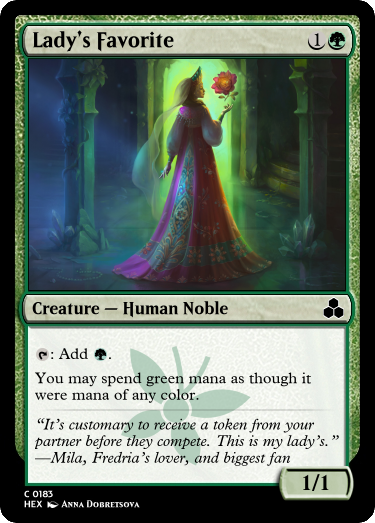 Lady's Favorite 1
Creature — Human Noble
: Add .
You may spend green mana as though it
were mana of any color.
"It's customary to receive a token from your
partner before they compete. This is my lady's."
—Mila, Fredria's lover, and biggest fan
1/1
C 0183
HEX Anna Dobretsova